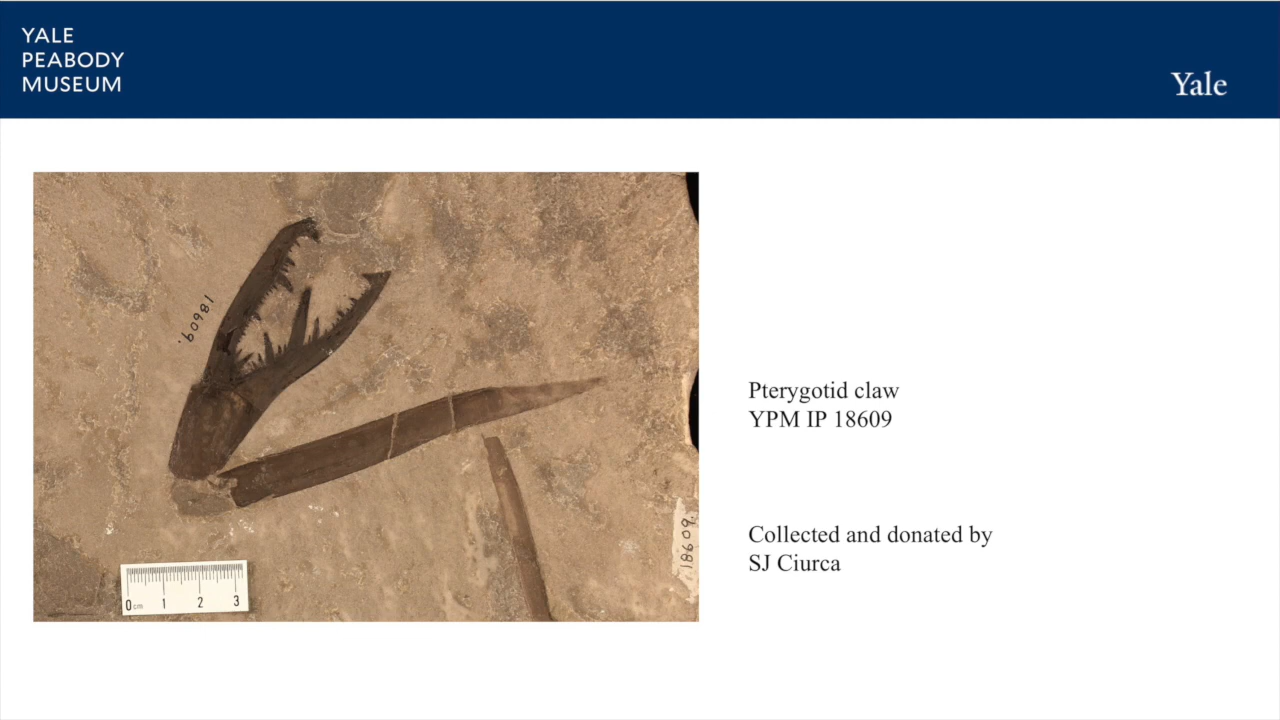 YALE
PEABODY
MUSEUM
Yale
18609.
Pterygotid claw
YPM IP 18609
18609.
Collected and donated by
SJ Ciurca
0 cm 1 2 3